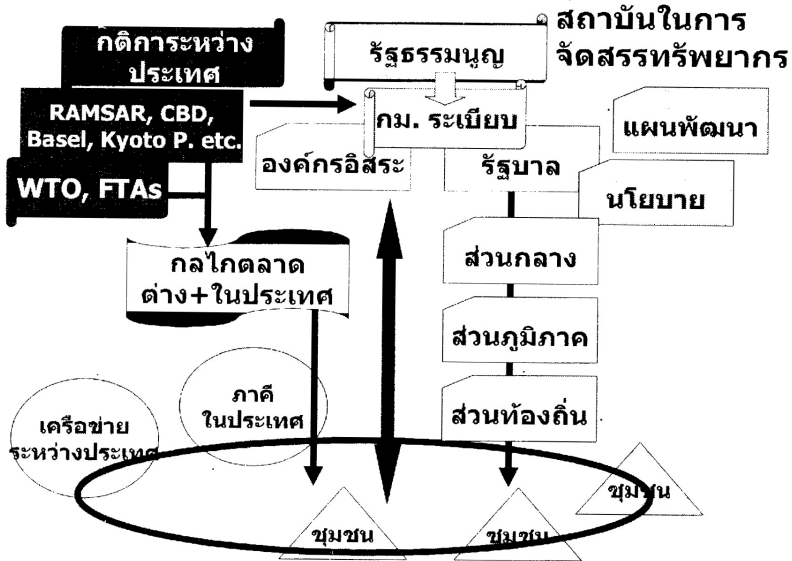 สถาบันในการ
จัดสรรทรัพยากร
กติการะหว่าง
ประเทศ
รัฐธรรมนูญ
RAMSAR, CBD,
Basel, Kyoto P. etc.
กม. ระเบียบ
แผนพัฒนา
องค์กรอิสระ
รัฐบาล
WTO, FTAs
นโยบาย
กลไกตลาด
ต่าง+ในประเทศ
ส่วนกลาง
ส่วนภูมิภาค
ส่วนท้องถิ่น
ภาคี
ในประเทศ
เครือข่าย
ระหว่างประเทศ
ชุมชน
ชุมชน
ชุมชน